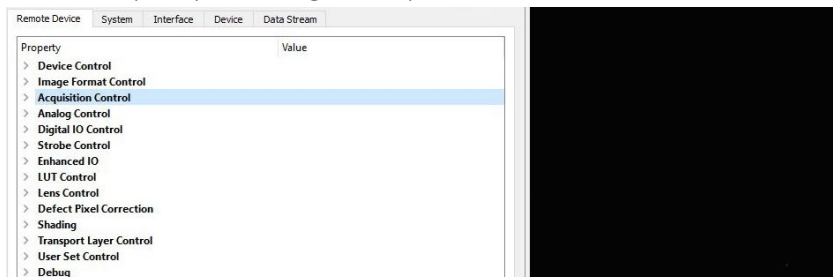 Remote Device System Interface Device Data Stream
Property Value
> Device Control
> Image Format Control
> Acquisition Control
> Analog Control
> Digital IO Control
> Strobe Control
> Enhanced IO
> LUT Control
> Lens Control
> Defect Pixel Correction
> Shading
> Transport Layer Control
> User Set Control
> Debug